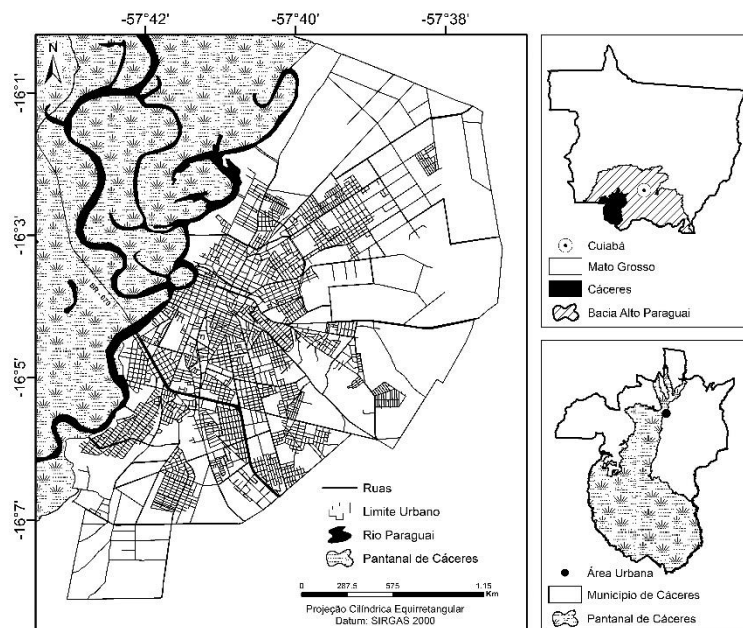 -57°42'
-57°40'
-57°38'
N
-16°1'
-16°3'
-16°5'
-16°7'
Ruas
Limite Urbano
Rio Paraguai
Pantanal de Cáceres
0 287.5 575 1.15
Km
Projeção Cilíndrica Equirretangular
Datum: SIRGAS 2000
Cuiabá
Mato Grosso
Cáceres
Bacia Alto Paraguai
Área Urbana
Municipio de Cáceres
Pantanal de Cáceres